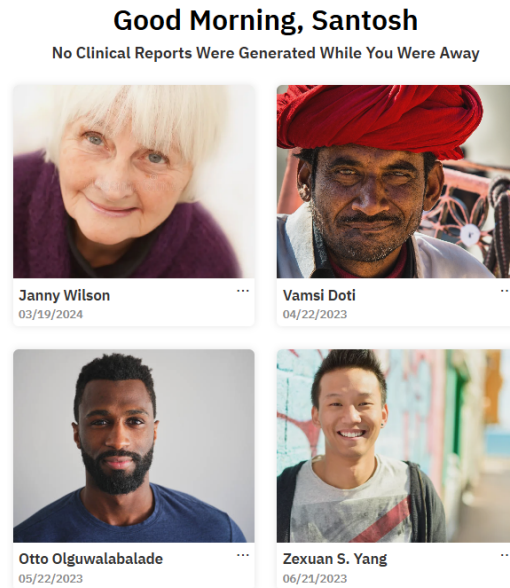 Good Morning, Santosh
No Clinical Reports Were Generated While You Were Away
Janny Wilson ...
03/19/2024
Vamsi Doti ...
04/22/2023
Otto Olguwalabalade ...
05/22/2023
Zexuan S. Yang ...
06/21/2023